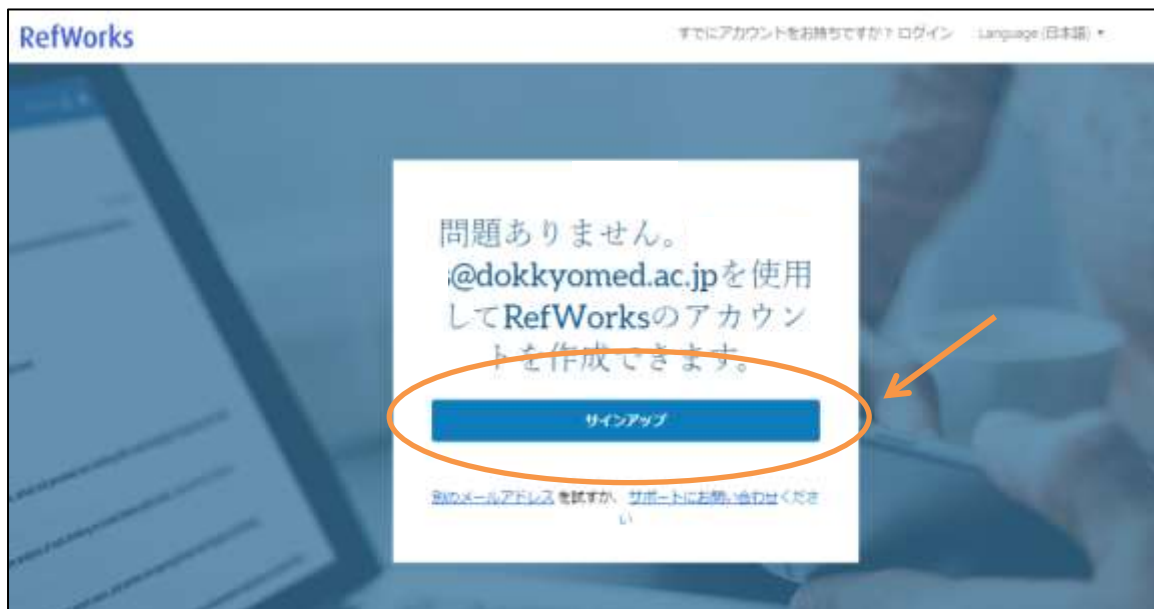 RefWorks
すでにアカウントをお持ちですか? ログイン Language (日本語)
問題ありません。
s@dokkyomed.ac.jpを使用
してRefWorksのアカウン
トを作成できます。
サインアップ
別のメールアドレス を試すか、 サポートにお問い合わせくださ
い